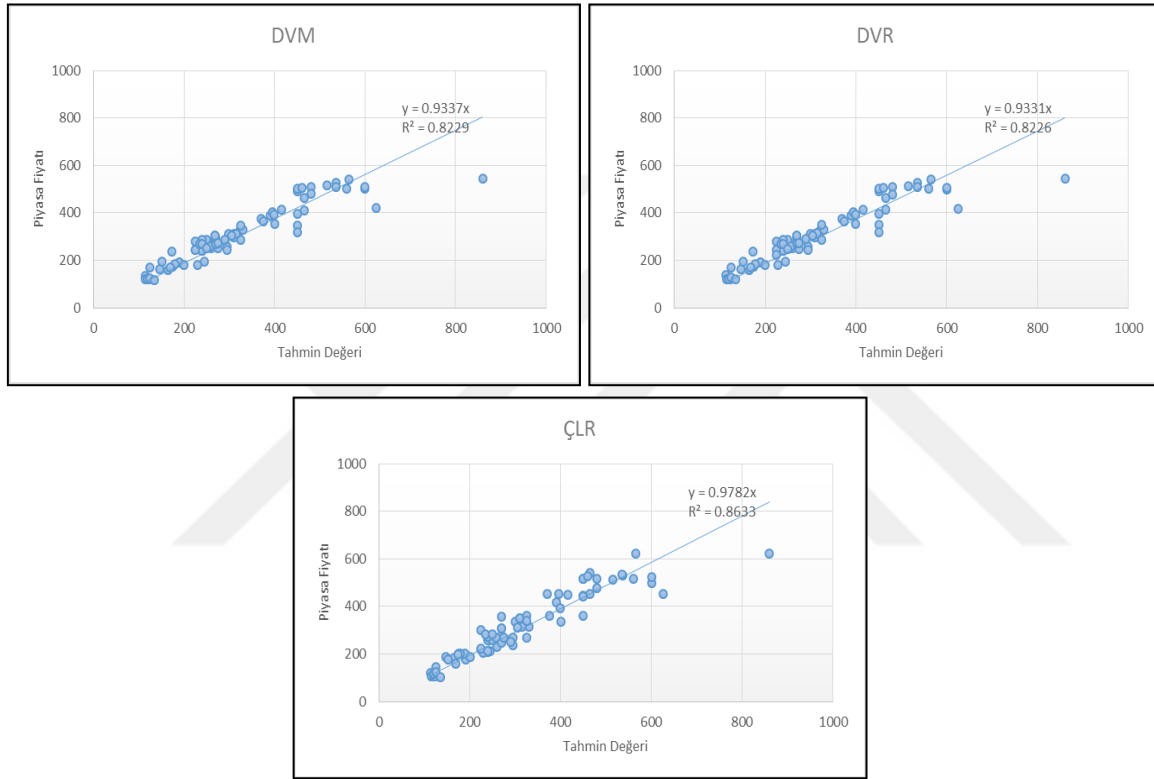 DVM
Piyasa Fiyatı
1000
800
600
400
200
0
y = 0.9337x
R² = 0.8229
0 200 400 600 800 1000
Tahmin Değeri
DVR
Piyasa Fiyatı
1000
800
600
400
200
0
y = 0.9331x
R² = 0.8226
0 200 400 600 800 1000
Tahmin Değeri
ÇLR
Piyasa Fiyatı
1000
800
600
400
200
0
y = 0.9782x
R² = 0.8633
0 200 400 600 800 1000
Tahmin Değeri